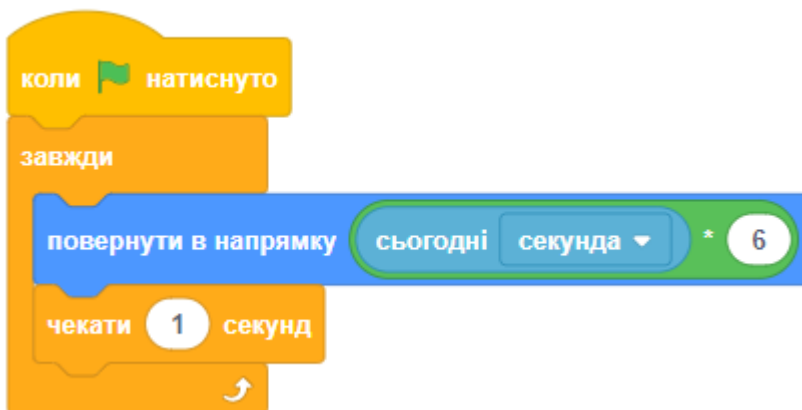 коли натиснуто
завжди
повернути в напрямку сьогодні секунда * 6
чекати 1 секунд